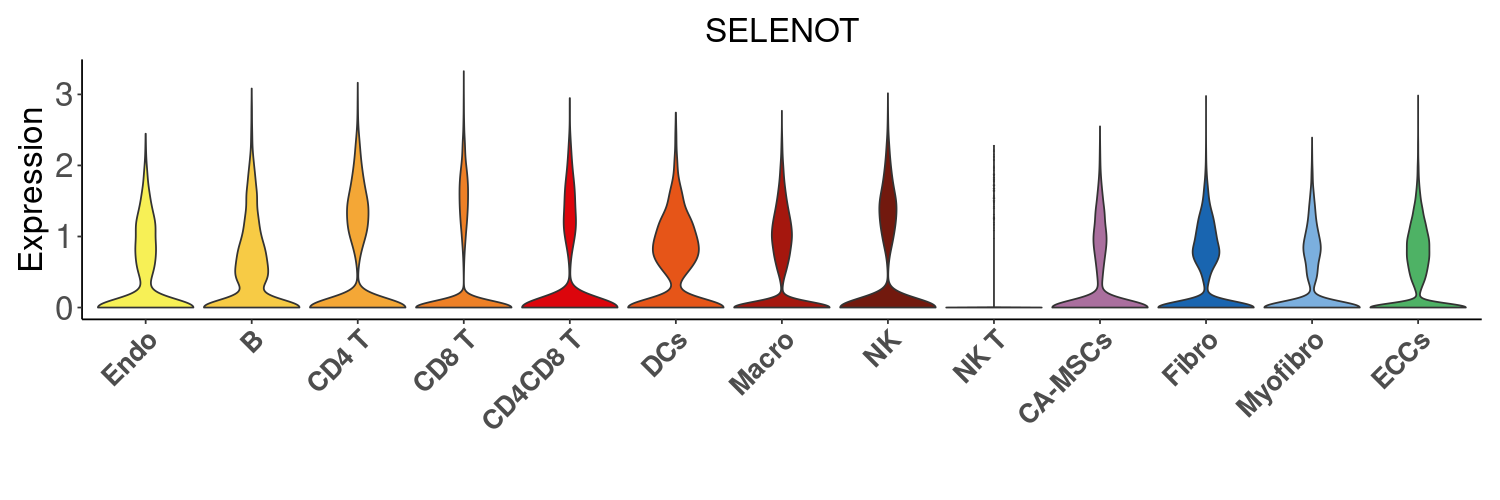 SELENOT
Expression
3
2
1
0
Endo
B
CD4 T
CD8 T
CD4CD8 T
DCs
Macro
NK
NK T
CA-MSCs
Fibro
Myofibro
ECCs